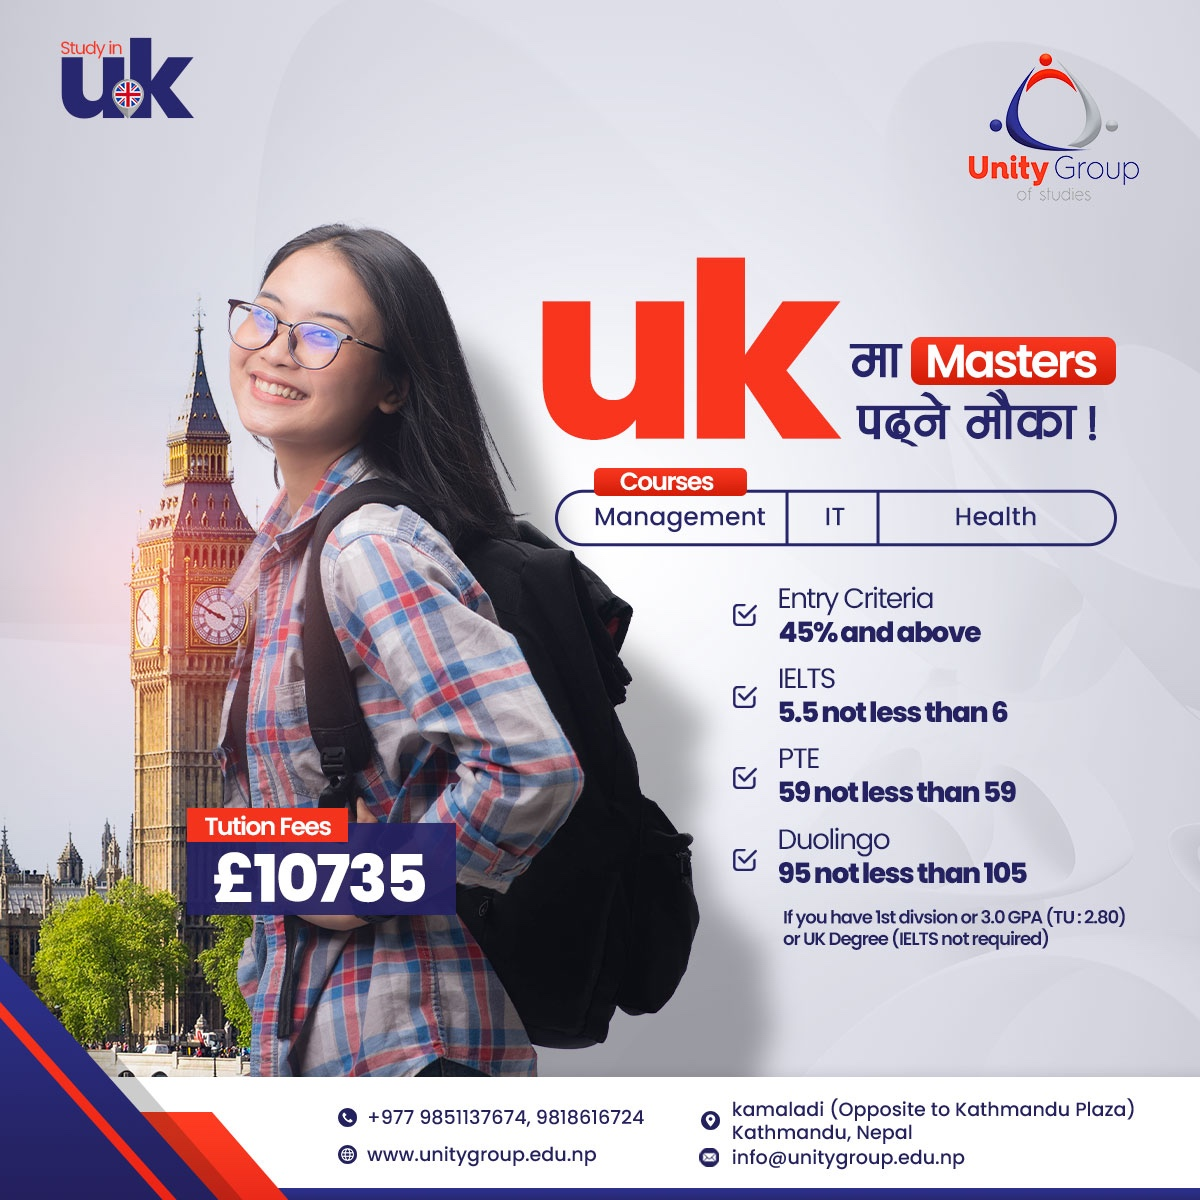 Study in
uk
Unity Group
of studies
uk मा Masters
पढ्ने मौका !
Courses
Management IT Health
Entry Criteria
45% and above
IELTS
5.5 not less than 6
PTE
59 not less than 59
Duolingo
95 not less than 105
If you have 1st divsion or 3.0 GPA (TU : 2.80)
or UK Degree (IELTS not required)
Tution Fees
£10735
+977 9851137674, 9818616724
www.unitygroup.edu.np
kamaladi (Opposite to Kathmandu Plaza)
Kathmandu, Nepal
info@unitygroup.edu.np